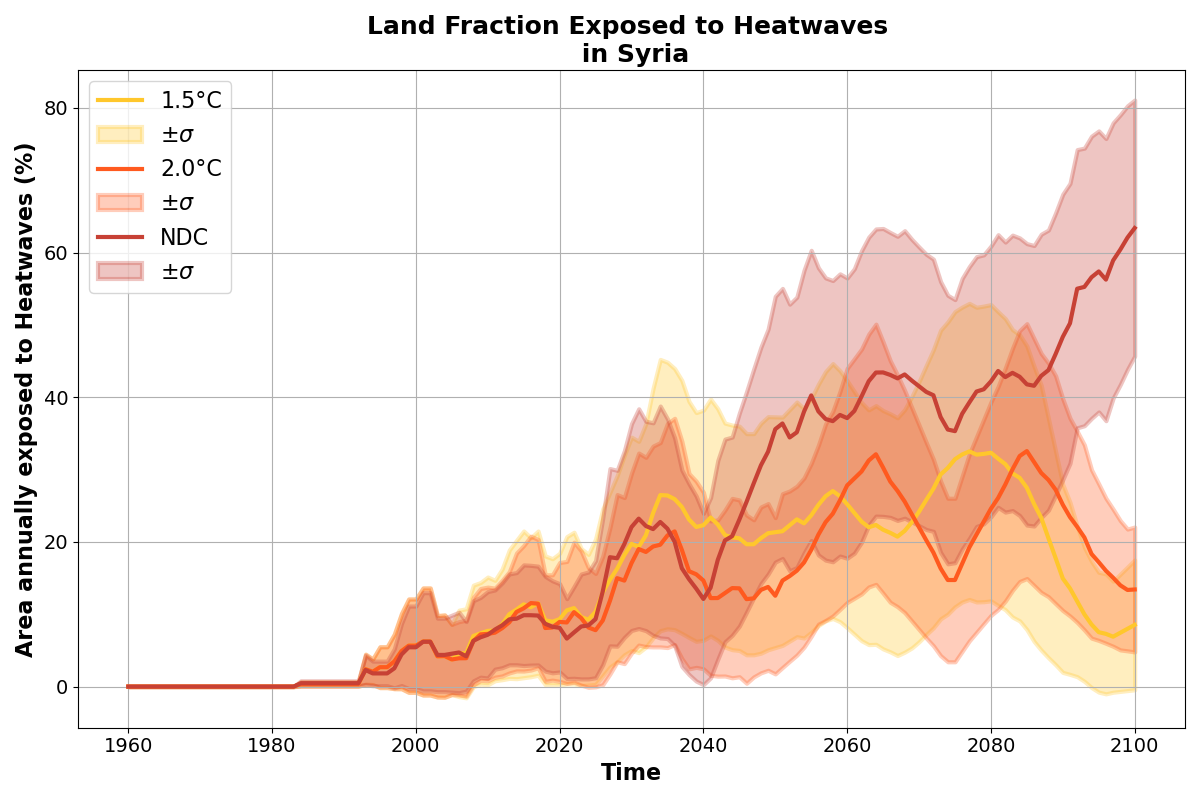 Land Fraction Exposed to Heatwaves
in Syria
Area annually exposed to Heatwaves (%)
80
60
40
20
0
1.5°C
±σ
2.0°C
±σ
NDC
±σ
1960 1980 2000 2020 2040 2060 2080 2100
Time